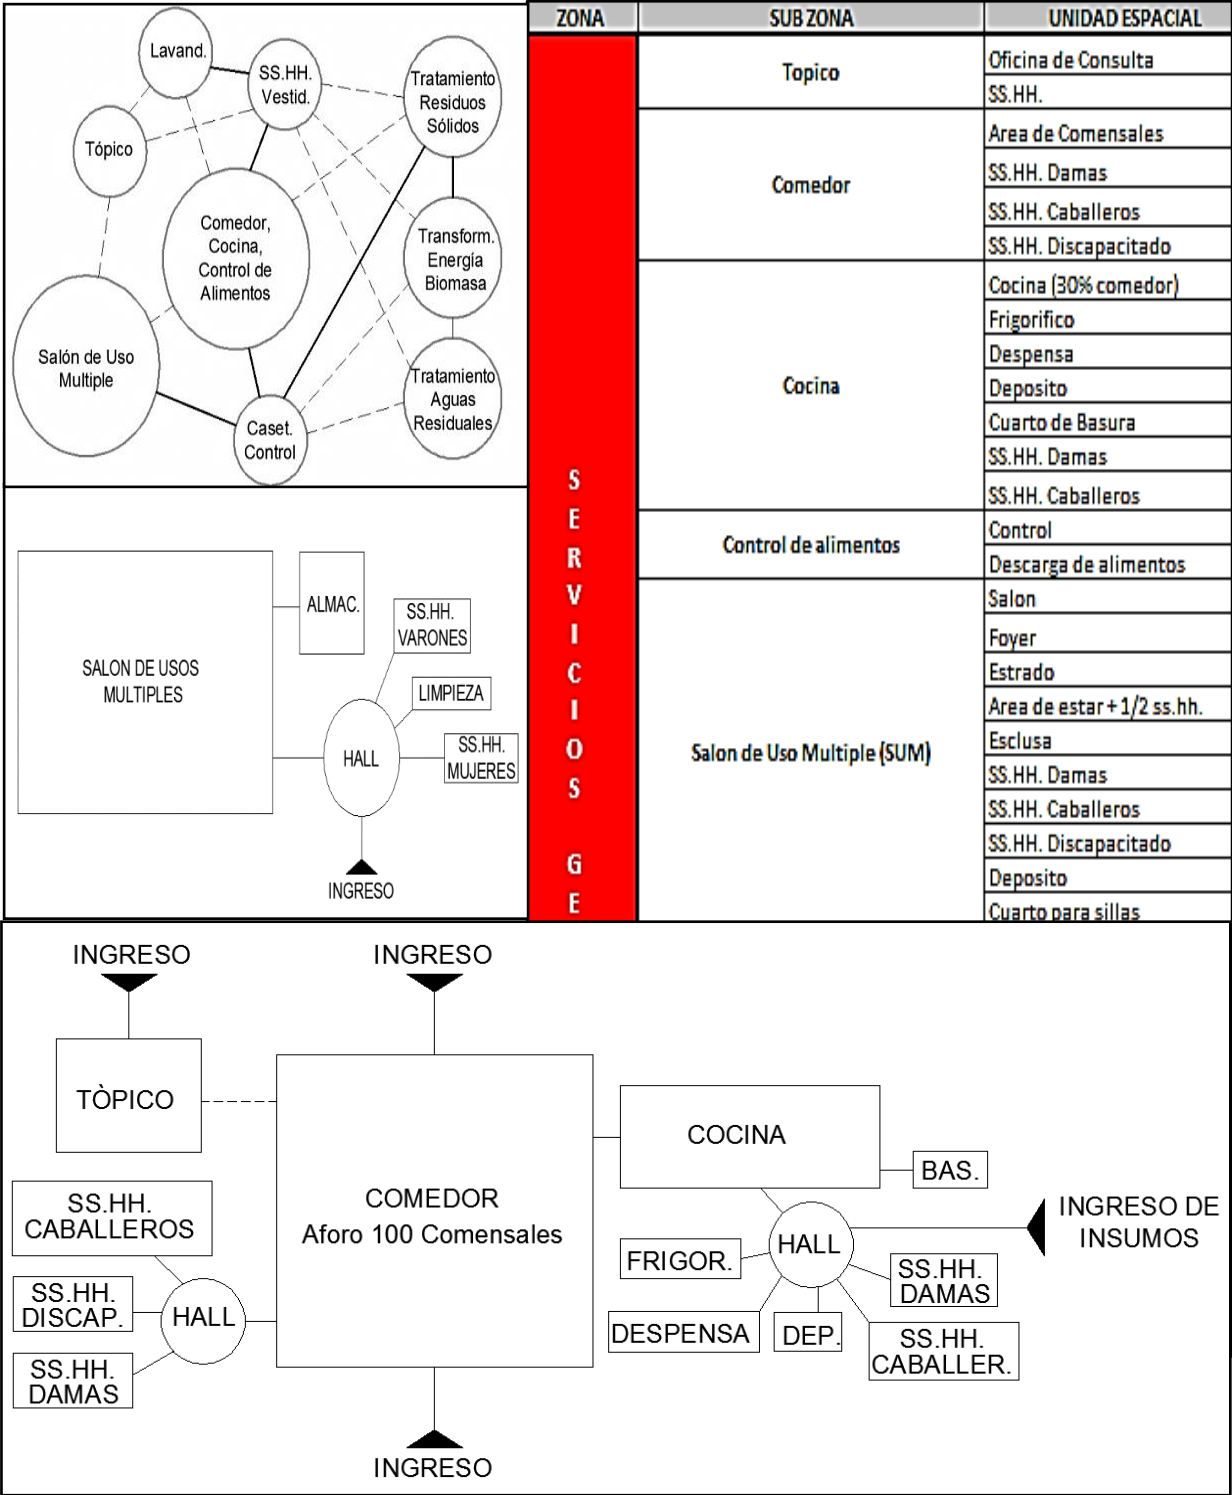 Lavand.
SS.HH.
Vestid.
Tratamiento
Residuos
Sólidos
Tópico
Comedor,
Cocina,
Control de
Alimentos
Transform.
Energía
Biomasa
Salón de Uso
Multiple
Tratamiento
Aguas
Residuales
Caset.
Control
ZONA SUB ZONA UNIDAD ESPACIAL
SERVICIOS GE
Topico
Oficina de Consulta
SS.HH.
Comedor
Area de Comensales
SS.HH. Damas
SS.HH. Caballeros
SS.HH. Discapacitado
Cocina
Cocina (30% comedor)
Frigorifico
Despensa
Deposito
Cuarto de Basura
SS.HH. Damas
SS.HH. Caballeros
Control de alimentos
Control
Descarga de alimentos
Salon de Uso Multiple (SUM)
Salon
Foyer
Estrado
Area de estar + 1/2 ss.hh.
Esclusa
SS.HH. Damas
SS.HH. Caballeros
SS.HH. Discapacitado
Deposito
Cuarto para sillas
SALON DE USOS
MULTIPLES
ALMAC.
SS.HH.
VARONES
LIMPIEZA
HALL
SS.HH.
MUJERES
INGRESO
INGRESO
INGRESO
TÒPICO
COMEDOR
Aforo 100 Comensales
COCINA
BAS.
SS.HH.
CABALLEROS
SS.HH.
DISCAP.
HALL
SS.HH.
DAMAS
HALL
INGRESO DE
INSUMOS
FRIGOR.
SS.HH.
DAMAS
DESPENSA
DEP.
SS.HH.
CABALLER.
INGRESO